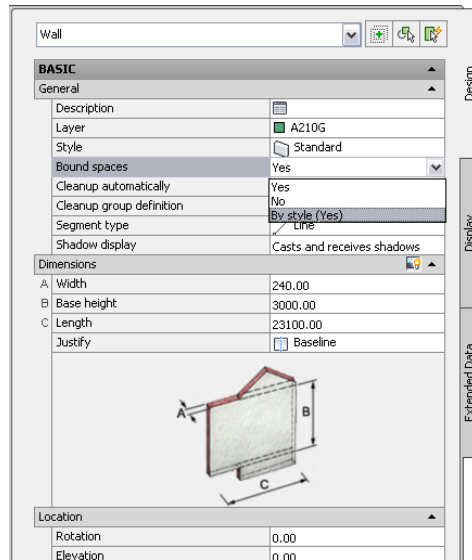 Wall
BASIC
General
Description
Layer A210G
Style Standard
Bound spaces Yes
Cleanup automatically Yes
Cleanup group definition No
By style (Yes)
Segment type Line
Shadow display Casts and receives shadows
Dimensions
A Width 240.00
B Base height 3000.00
C Length 23100.00
Justify Baseline
A
B
C
Location
Rotation 0.00
Elevation 0.00
Design
Display
Extended Data